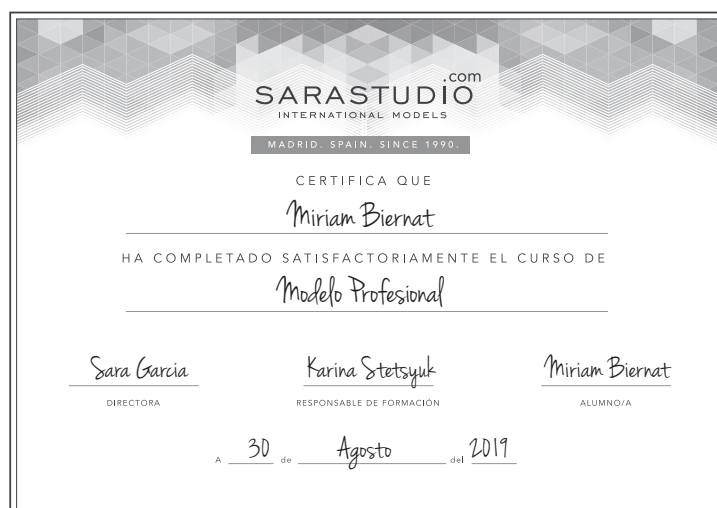 .com
SARASTUDIO
INTERNATIONAL MODELS
MADRID. SPAIN. SINCE 1990.
CERTIFICA QUE
Miriam Biernat
HA COMPLETADO SATISFACTORIAMENTE EL CURSO DE
Modelo Profesional
Sara Garcia Karina Stetsyuk Miriam Biernat
DIRECTORA RESPONSABLE DE FORMACIÓN ALUMNO/A
A 30 de Agosto del 2019